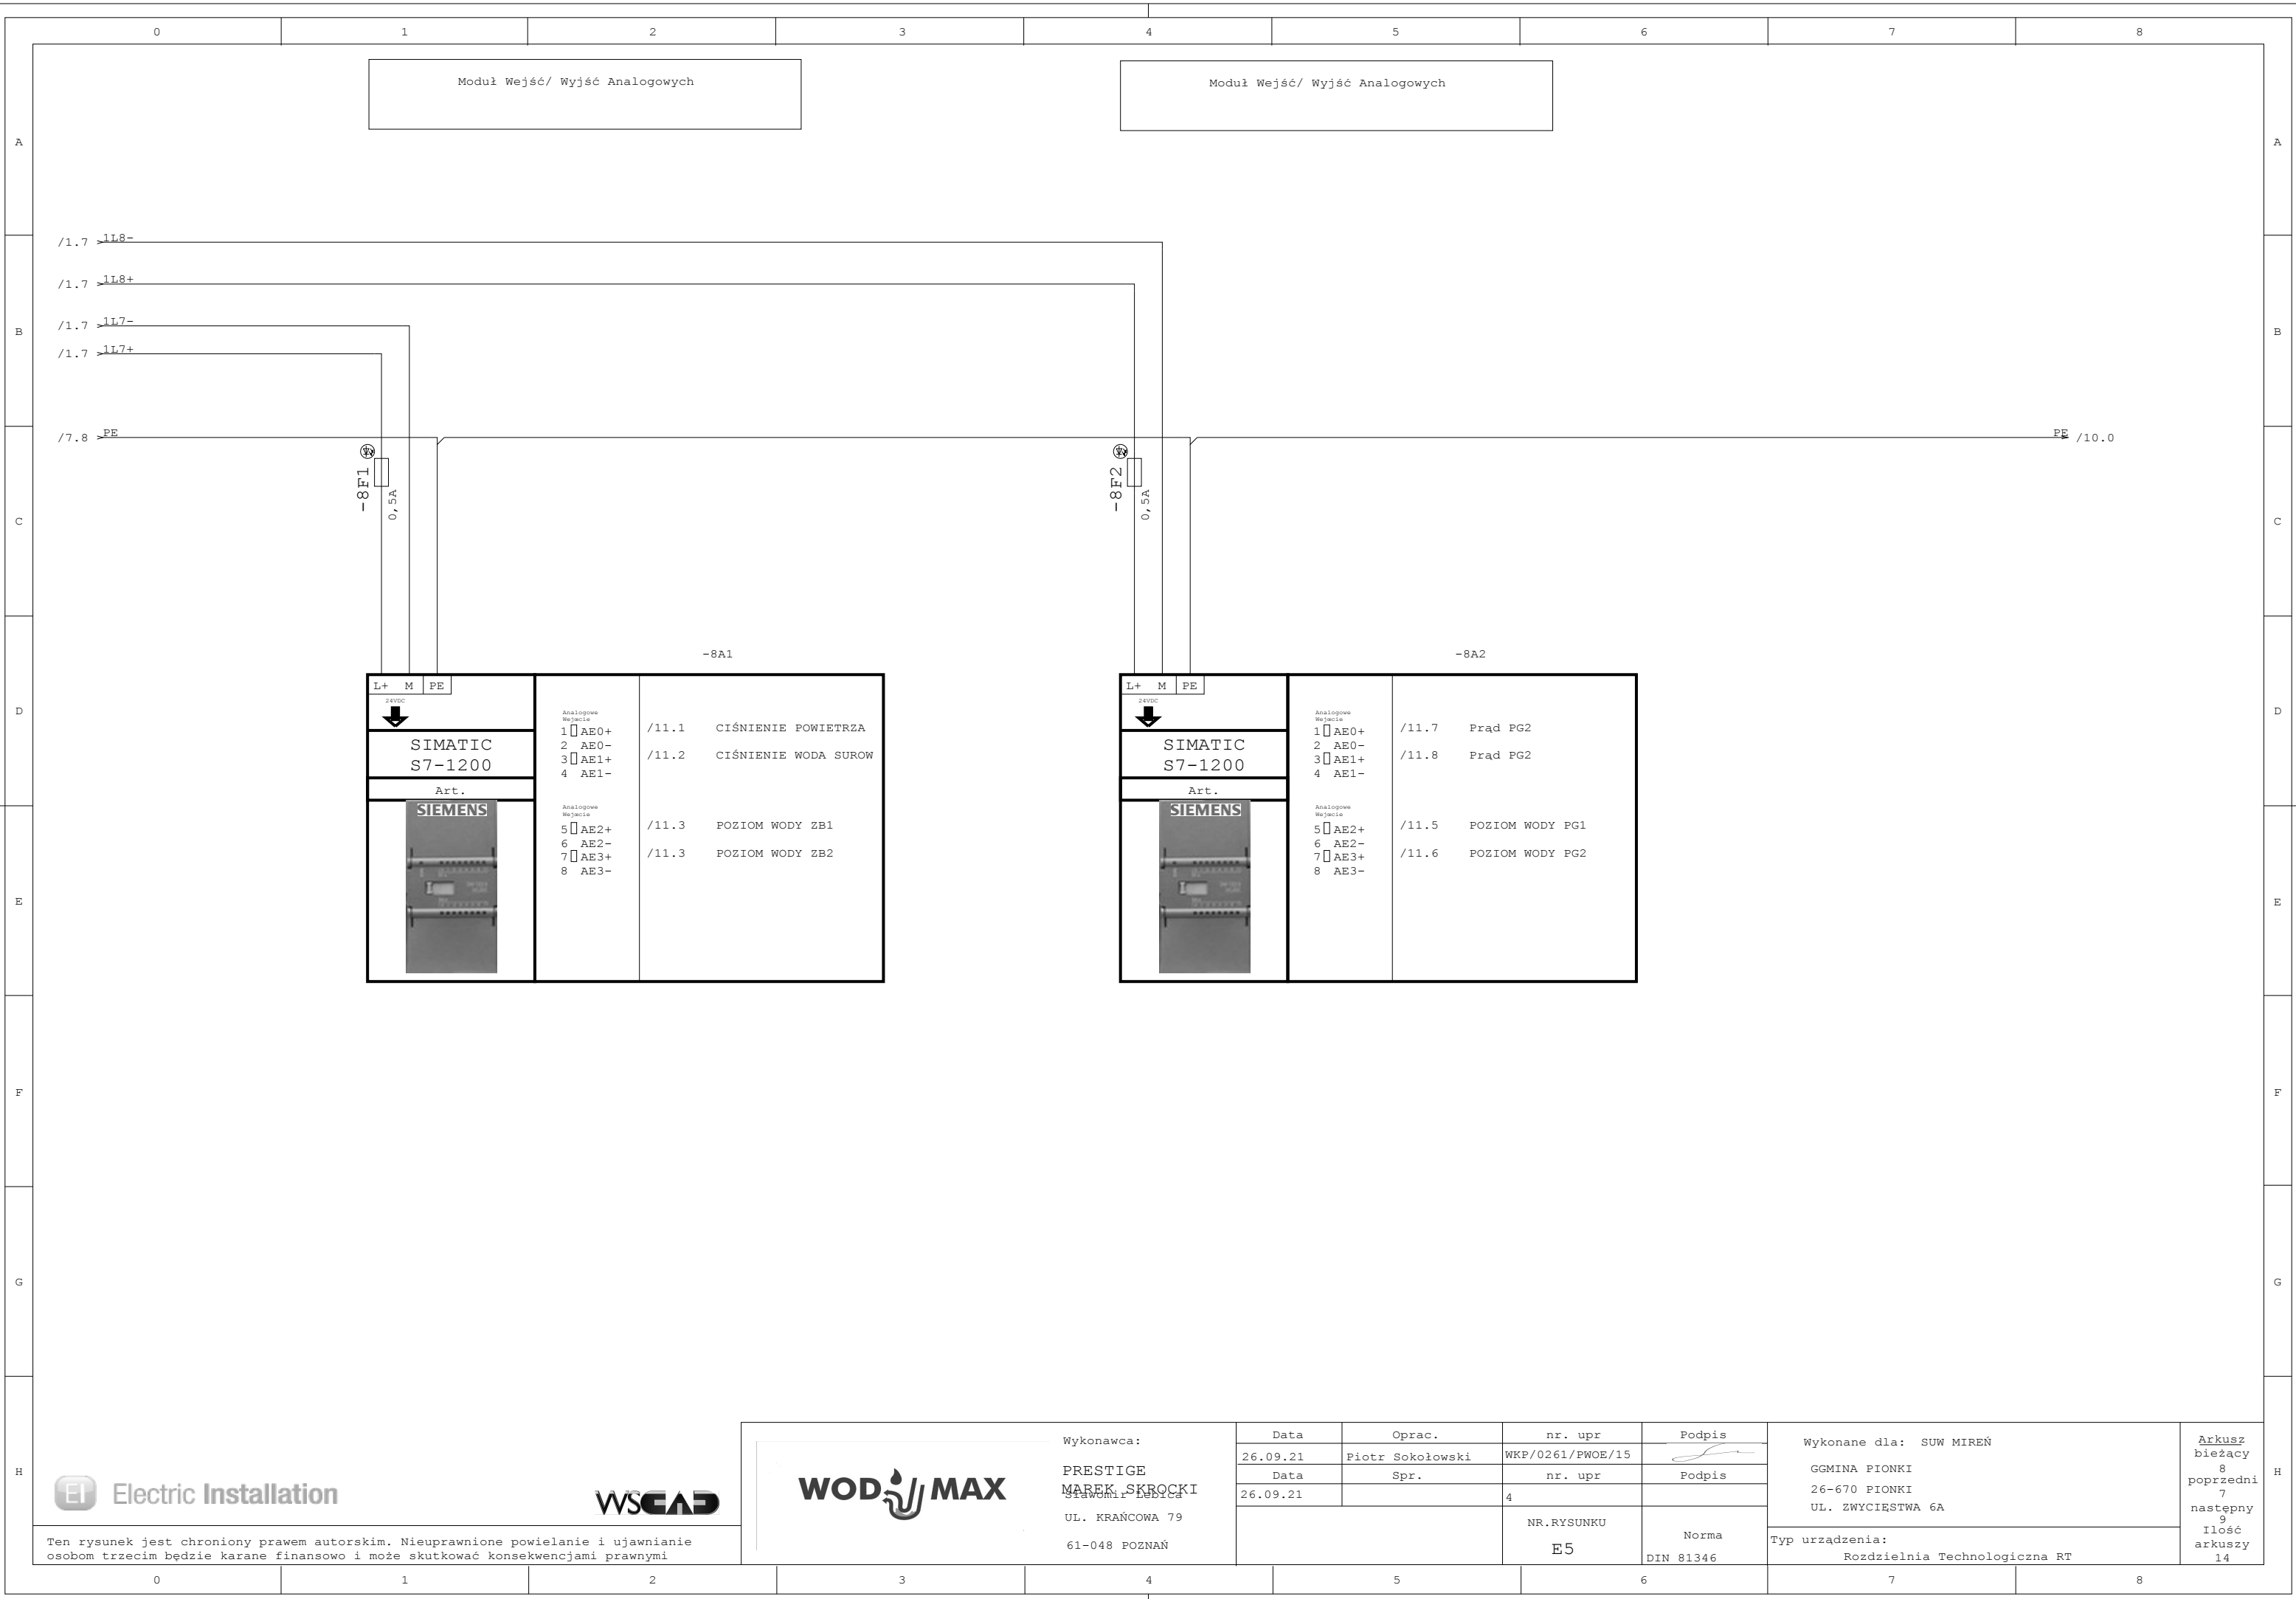 0 1 2 3 4 5 6 7 8
Moduł Wejść/ Wyjść Analogowych
Moduł Wejść/ Wyjść Analogowych
A A
/1.7 1L8-
/1.7 1L8+
B B
/1.7 1L7-
/1.7 1L7+
/7.8 PE
PE /10.0
-8F1
0,5A
-8F2
0,5A
C C
-8A1
L+ M PE
24VDC
SIMATIC
S7-1200
Art.
SIEMENS
Analogowe
Wejście
1 AE0+ /11.1 CIŚNIENIE POWIETRZA
2 AE0-
3 AE1+ /11.2 CIŚNIENIE WODA SUROW
4 AE1-
Analogowe
Wejście
5 AE2+ /11.3 POZIOM WODY ZB1
6 AE2-
7 AE3+ /11.3 POZIOM WODY ZB2
8 AE3-
-8A2
L+ M PE
24VDC
SIMATIC
S7-1200
Art.
SIEMENS
Analogowe
Wejście
1 AE0+ /11.7 Prąd PG2
2 AE0-
3 AE1+ /11.8 Prąd PG2
4 AE1-
Analogowe
Wejście
5 AE2+ /11.5 POZIOM WODY PG1
6 AE2-
7 AE3+ /11.6 POZIOM WODY PG2
8 AE3-
D D
E E
F F
G G
H H
EI Electric Installation
WSCAD
Ten rysunek jest chroniony prawem autorskim. Nieuprawnione powielanie i ujawnianie
osobom trzecim będzie karane finansowo i może skutkować konsekwencjami prawnymi
WOD MAX
Wykonawca:
PRESTIGE
MAREK SKROCKI
Sławomir Łebica
UL. KRAŃCOWA 79
61-048 POZNAŃ
Data Oprac. nr. upr Podpis
26.09.21 Piotr Sokołowski WKP/0261/PWOE/15
Data Spr. nr. upr Podpis
26.09.21 4
NR.RYSUNKU
E5
Norma
DIN 81346
Wykonane dla: SUW MIREŃ
GGMINA PIONKI
26-670 PIONKI
UL. ZWYCIĘSTWA 6A
Typ urządzenia:
Rozdzielnia Technologiczna RT
Arkusz
bieżący
8
poprzedni
7
następny
9
Ilość
arkuszy
14
0 1 2 3 4 5 6 7 8